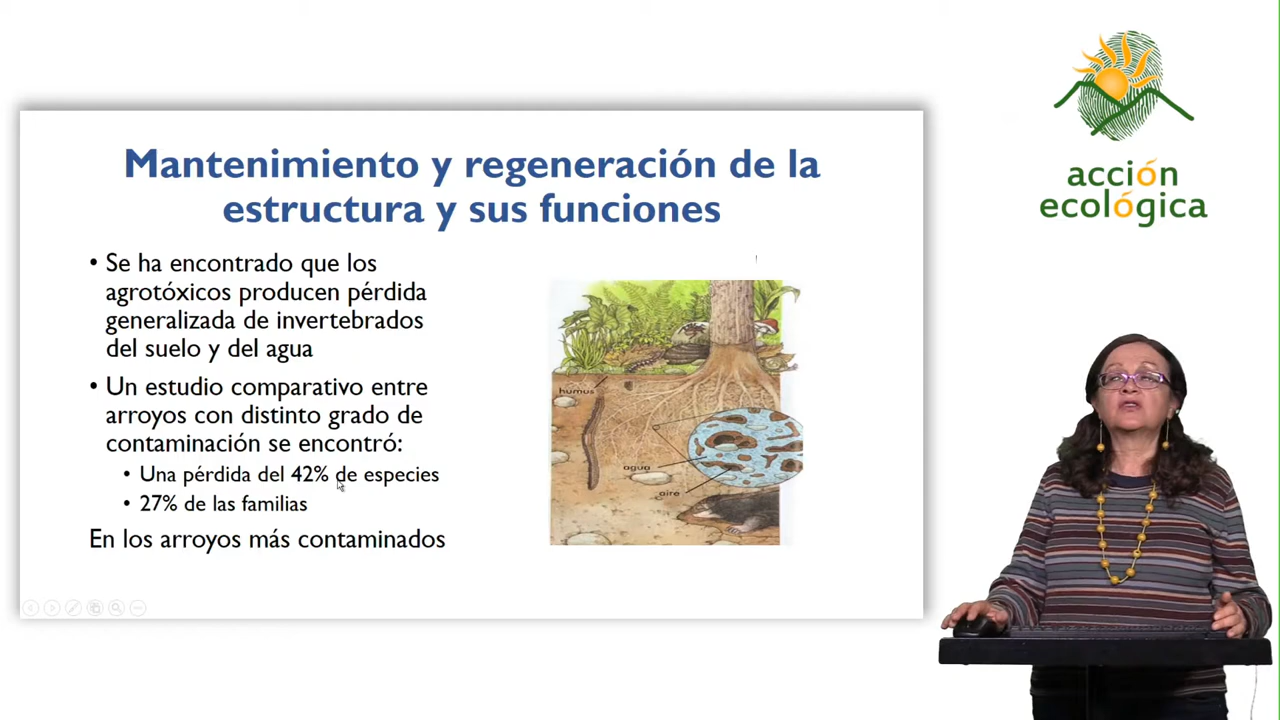 Mantenimiento y regeneración de la
estructura y sus funciones
• Se ha encontrado que los
agrotóxicos producen pérdida
generalizada de invertebrados
del suelo y del agua
• Un estudio comparativo entre
arroyos con distinto grado de
contaminación se encontró:
• Una pérdida del 42% de especies
• 27% de las familias
En los arroyos más contaminados
humus
agua
aire
acción
ecológica